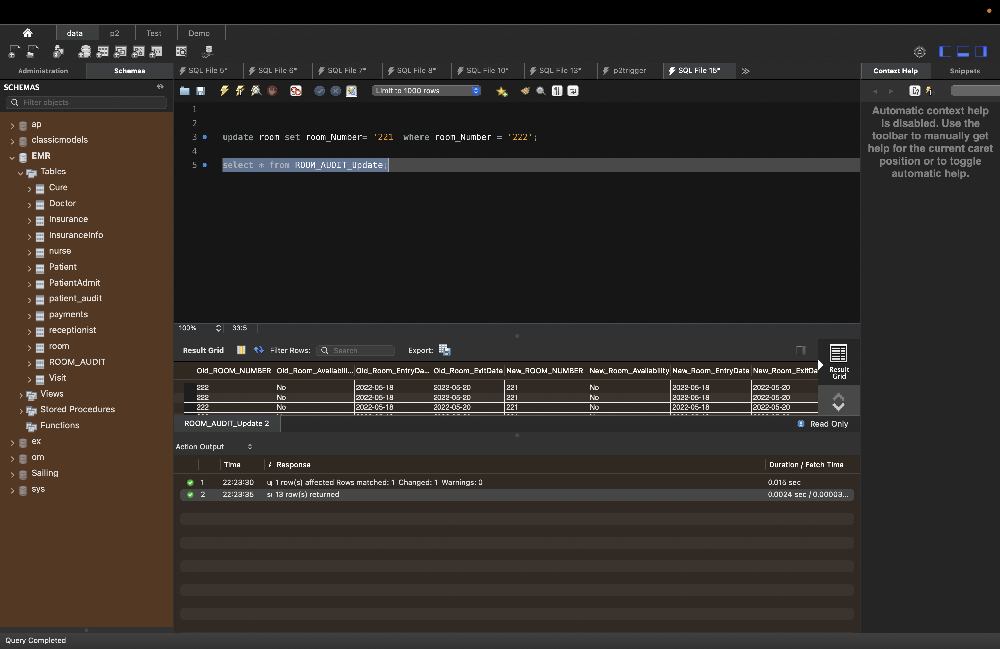 data p2 Test Demo
Administration Schemas SQL File 5* SQL File 6* SQL File 7* SQL File 8* SQL File 10* SQL File 13* p2trigger SQL File 15* Context Help Snippets
SCHEMAS
Filter objects
ap
classicmodels
EMR
Tables
Cure
Doctor
Insurance
InsuranceInfo
nurse
Patient
PatientAdmit
patient_audit
payments
receptionist
room
ROOM_AUDIT
Visit
Views
Stored Procedures
Functions
ex
om
Sailing
sys
Limit to 1000 rows
1
2
3 update room set room_Number= '221' where room_Number = '222';
4
5 select * from ROOM_AUDIT_Update;
100% 33:5
Result Grid Filter Rows: Search Export:
Old_ROOM_NUMBER Old_Room_Availabili... Old_Room_EntryDa... Old_Room_ExitDate New_ROOM_NUMBER New_Room_Availability New_Room_EntryDate New_Room_ExitDa
222 No 2022-05-18 2022-05-20 221 No 2022-05-18 2022-05-20
222 No 2022-05-18 2022-05-20 221 No 2022-05-18 2022-05-20
222 No 2022-05-18 2022-05-20 221 No 2022-05-18 2022-05-20
Result
Grid
ROOM_AUDIT_Update 2 Read Only
Action Output
Time A Response Duration / Fetch Time
1 22:23:30 1 row(s) affected Rows matched: 1 Changed: 1 Warnings: 0 0.015 sec
2 22:23:35 13 row(s) returned 0.0024 sec / 0.00003...
Automatic context help
is disabled. Use the
toolbar to manually get
help for the current caret
position or to toggle
automatic help.
Query Completed